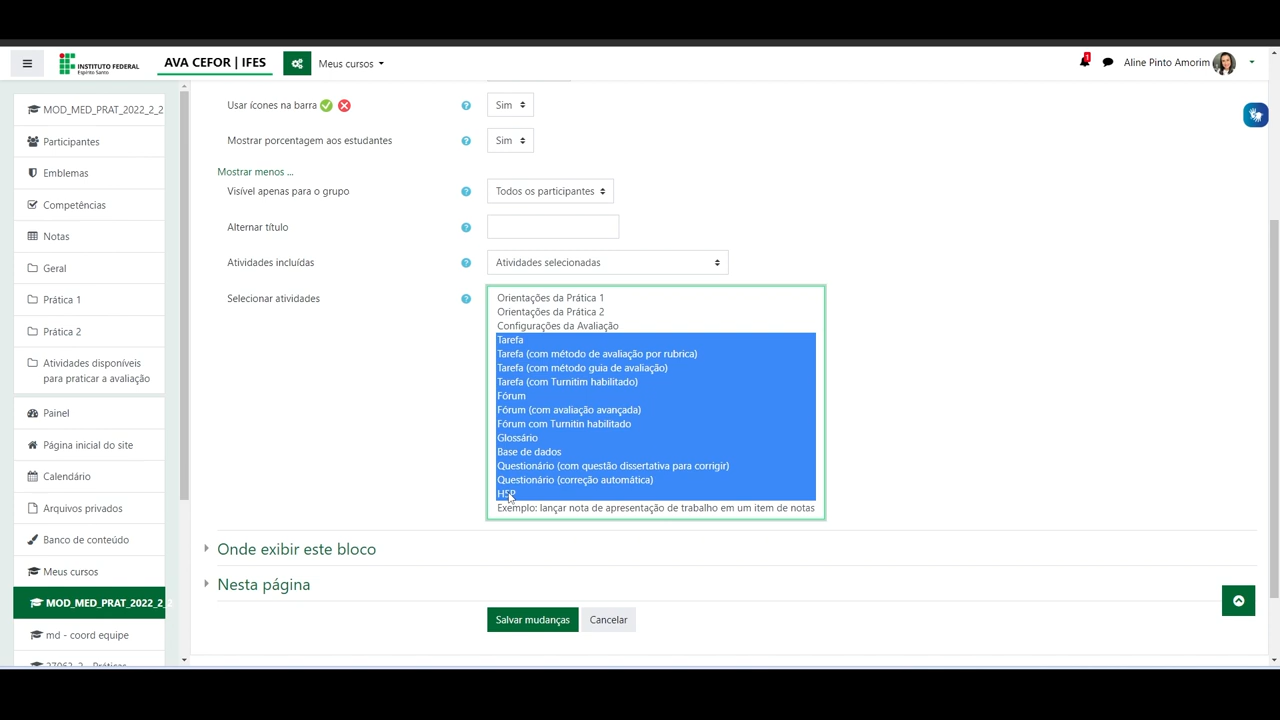 INSTITUTO FEDERAL
Espírito Santo
AVA CEFOR | IFES
Meus cursos
1
Aline Pinto Amorim
MOD_MED_PRAT_2022_2_2
Participantes
Emblemas
Competências
Notas
Geral
Prática 1
Prática 2
Atividades disponíveis
para praticar a avaliação
Painel
Página inicial do site
Calendário
Arquivos privados
Banco de conteúdo
Meus cursos
MOD_MED_PRAT_2022_2_2
md - coord equipe
Usar ícones na barra
Sim
Mostrar porcentagem aos estudantes
Sim
Mostrar menos ...
Visível apenas para o grupo
Todos os participantes
Alternar título
Atividades incluídas
Atividades selecionadas
Selecionar atividades
Orientações da Prática 1
Orientações da Prática 2
Configurações da Avaliação
Tarefa
Tarefa (com método de avaliação por rubrica)
Tarefa (com método guia de avaliação)
Tarefa (com Turnitim habilitado)
Fórum
Fórum (com avaliação avançada)
Fórum com Turnitin habilitado
Glossário
Base de dados
Questionário (com questão dissertativa para corrigir)
Questionário (correção automática)
H5P
Exemplo: lançar nota de apresentação de trabalho em um item de notas
Onde exibir este bloco
Nesta página
Salvar mudanças
Cancelar